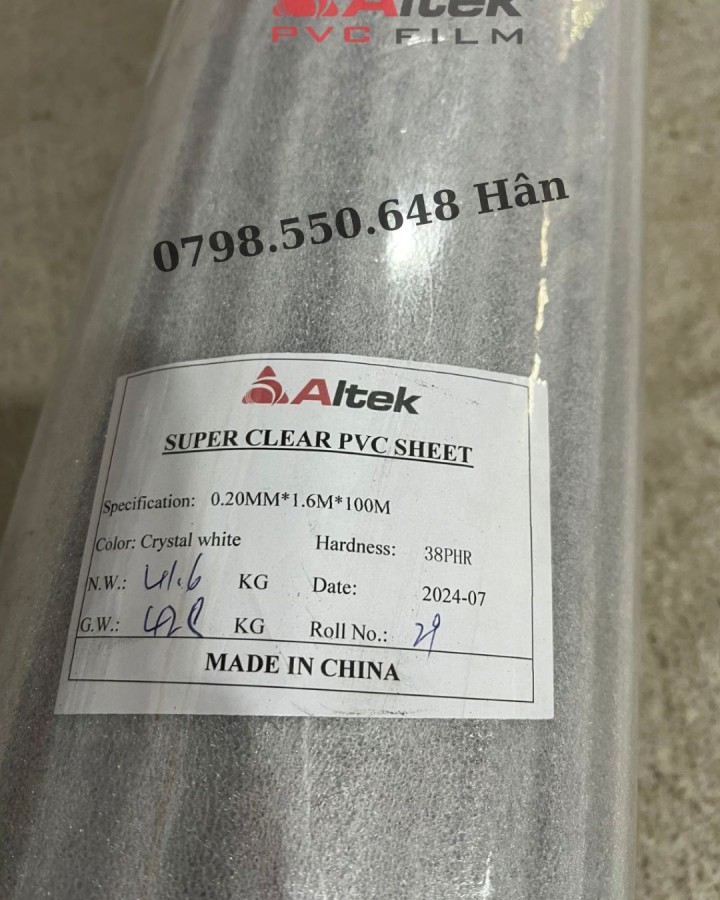 Altek
PVC FILM
0798.550.648 Hân
Altek
SUPER CLEAR PVC SHEET
Specification: 0.20MM*1.6M*100M
Color: Crystal white Hardness: 38PHR
N.W.: 41.6 KG Date: 2024-07
G.W.: 428 KG Roll No.: 29
MADE IN CHINA